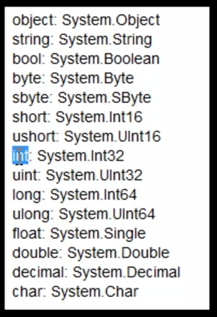 object: System.Object
string: System.String
bool: System.Boolean
byte: System.Byte
sbyte: System.SByte
short: System.Int16
ushort: System.UInt16
int: System.Int32
uint: System.UInt32
long: System.Int64
ulong: System.UInt64
float: System.Single
double: System.Double
decimal: System.Decimal
char: System.Char